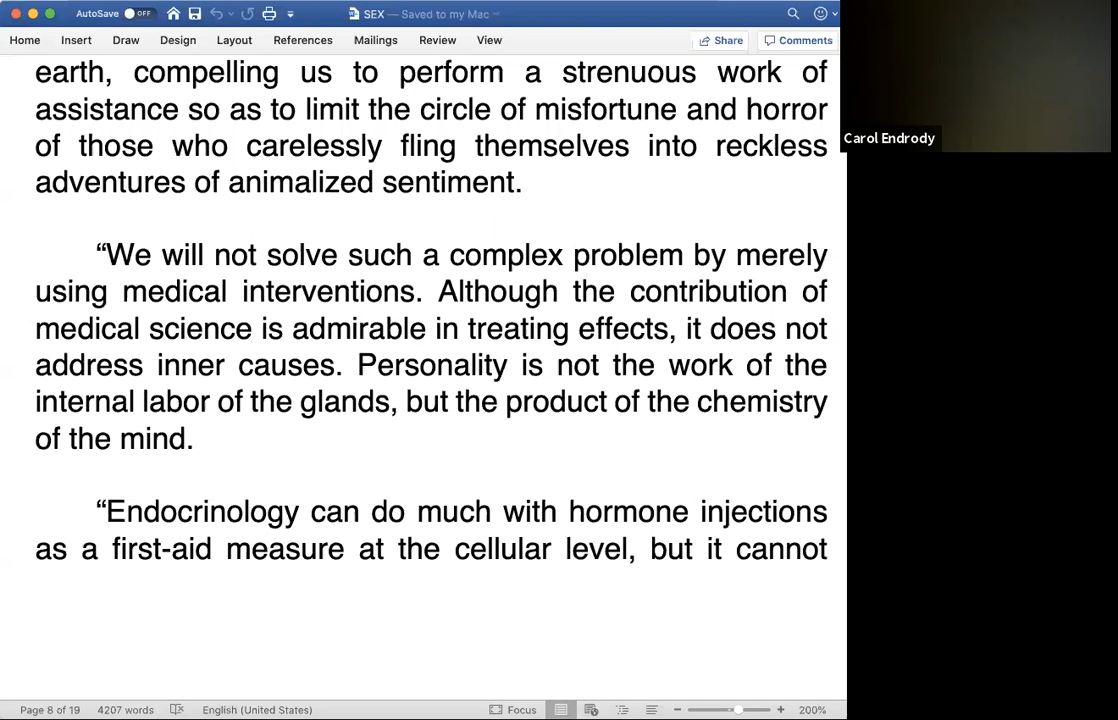 AutoSave OFF SEX — Saved to my Mac
Home Insert Draw Design Layout References Mailings Review View Share Comments
earth, compelling us to perform a strenuous work of
assistance so as to limit the circle of misfortune and horror
of those who carelessly fling themselves into reckless
adventures of animalized sentiment.
“We will not solve such a complex problem by merely
using medical interventions. Although the contribution of
medical science is admirable in treating effects, it does not
address inner causes. Personality is not the work of the
internal labor of the glands, but the product of the chemistry
of the mind.
“Endocrinology can do much with hormone injections
as a first-aid measure at the cellular level, but it cannot
Page 8 of 19 4207 words English (United States) Focus 200%
Carol Endrody